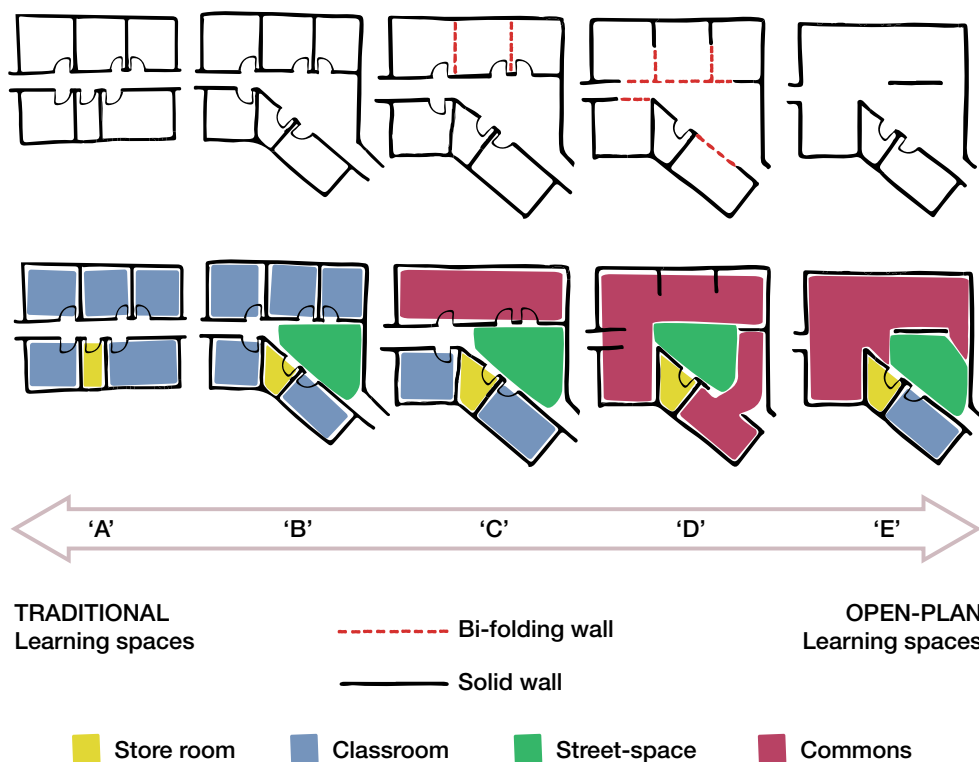 ‘A’ ‘B’ ‘C’ ‘D’ ‘E’
TRADITIONAL
Learning spaces
OPEN-PLAN
Learning spaces
Bi-folding wall
Solid wall
Store room
Classroom
Street-space
Commons